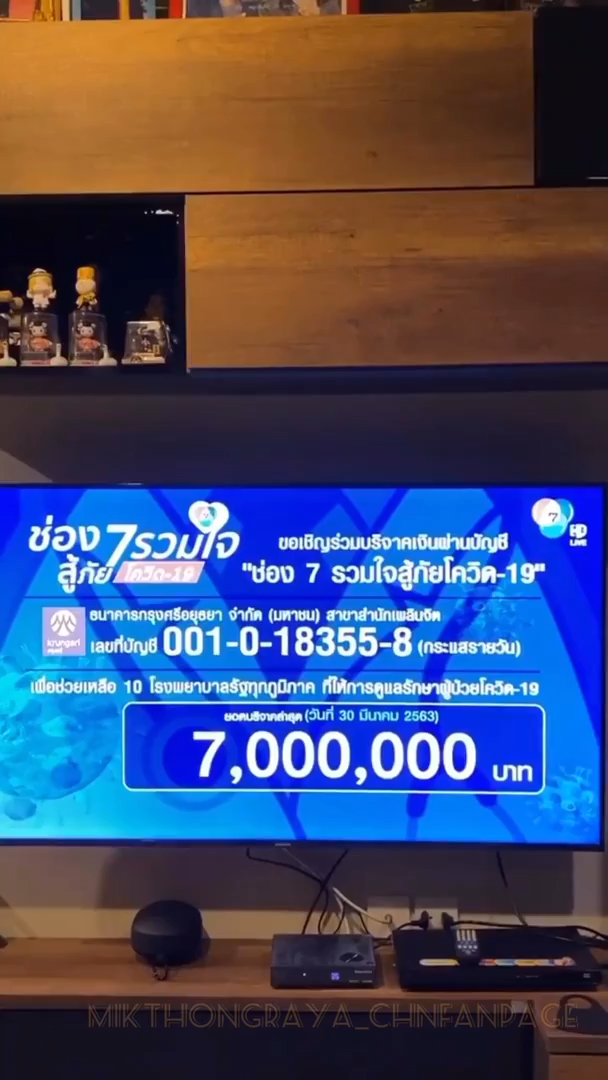 ช่อง 7 รวมใจ
สู้ภัย โควิด-19
7
HD
LIVE
ขอเชิญร่วมบริจาคเงินผ่านบัญชี
"ช่อง 7 รวมใจสู้ภัยโควิด-19"
krungsri
กรุงศรี
ธนาคารกรุงศรีอยุธยา จำกัด (มหาชน) สาขาสำนักเพลินจิต
เลขที่บัญชี 001-0-18355-8 (กระแสรายวัน)
เพื่อช่วยเหลือ 10 โรงพยาบาลรัฐทุกภูมิภาค ที่ให้การดูแลรักษาผู้ป่วยโควิด-19
ยอดบริจาคล่าสุด (วันที่ 30 มีนาคม 2563)
7,000,000 บาท
MIKTHONGRAYA_CHINFANPAGE